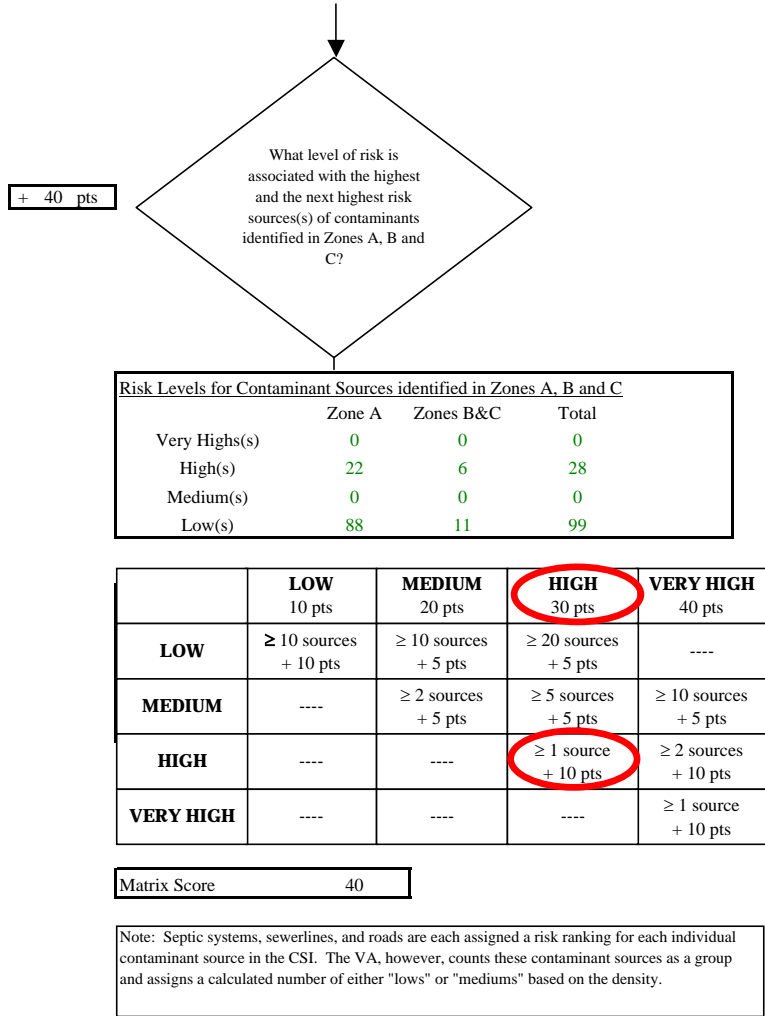 What level of risk is
associated with the highest
and the next highest risk
sources(s) of contaminants
identified in Zones A, B and
C?
+ 40 pts
Risk Levels for Contaminant Sources identified in Zones A, B and C
Zone A Zones B&C Total
Very Highs(s) 0 0 0
High(s) 22 6 28
Medium(s) 0 0 0
Low(s) 88 11 99
LOW MEDIUM HIGH VERY HIGH
10 pts 20 pts 30 pts 40 pts
LOW ≥ 10 sources ≥ 10 sources ≥ 20 sources ----
+ 10 pts + 5 pts + 5 pts
MEDIUM ---- ≥ 2 sources ≥ 5 sources ≥ 10 sources
+ 5 pts + 5 pts + 5 pts
HIGH ---- ---- ≥ 1 source ≥ 2 sources
+ 10 pts + 10 pts
VERY HIGH ---- ---- ---- ≥ 1 source
+ 10 pts
Matrix Score 40
Note: Septic systems, sewerlines, and roads are each assigned a risk ranking for each individual
contaminant source in the CSI. The VA, however, counts these contaminant sources as a group
and assigns a calculated number of either "lows" or "mediums" based on the density.